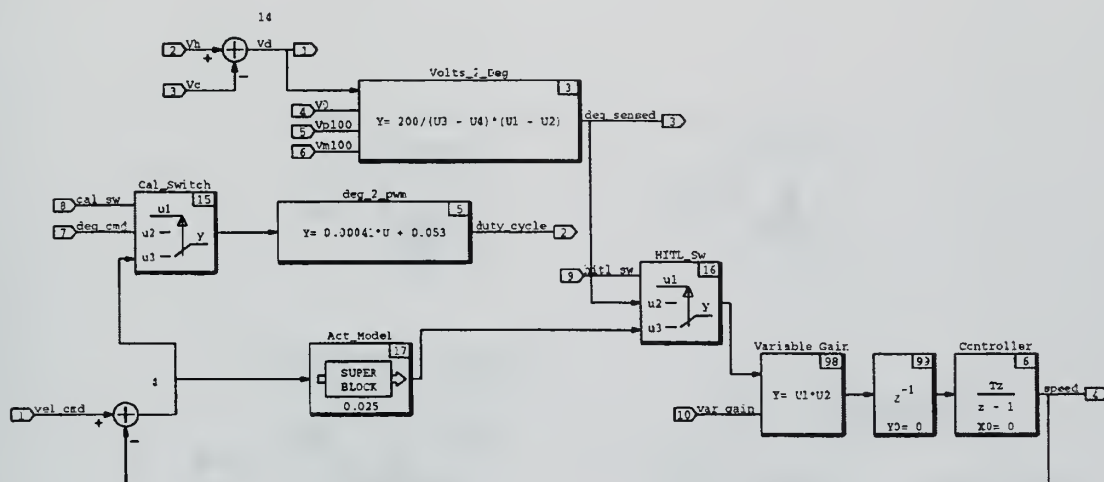 14
2 Vh + Vd 1
3 Vc -
Volts_2_Deg
3
4 V0
5 Vp100
6 Vm100
Y= 200/(U3 - U4)*(U1 - U2)
deg_sensed 3
Cal_Switch
15
8 cal_sw
7 deg_cmd
u1
u2
u3
y
deg_2_pwm
5
Y= 0.00041*U + 0.053
duty_cycle 2
HITL_Sw
16
9 hitl_sw
u1
u2
u3
y
Act_Model
17
SUPER
BLOCK
0.025
1 vel_cmd + -
Variable Gain
98
Y= U1*U2
10 var_gain
99
z-1
Y0= 0
Controller
6
Tz
z - 1
X0= 0
speed 4